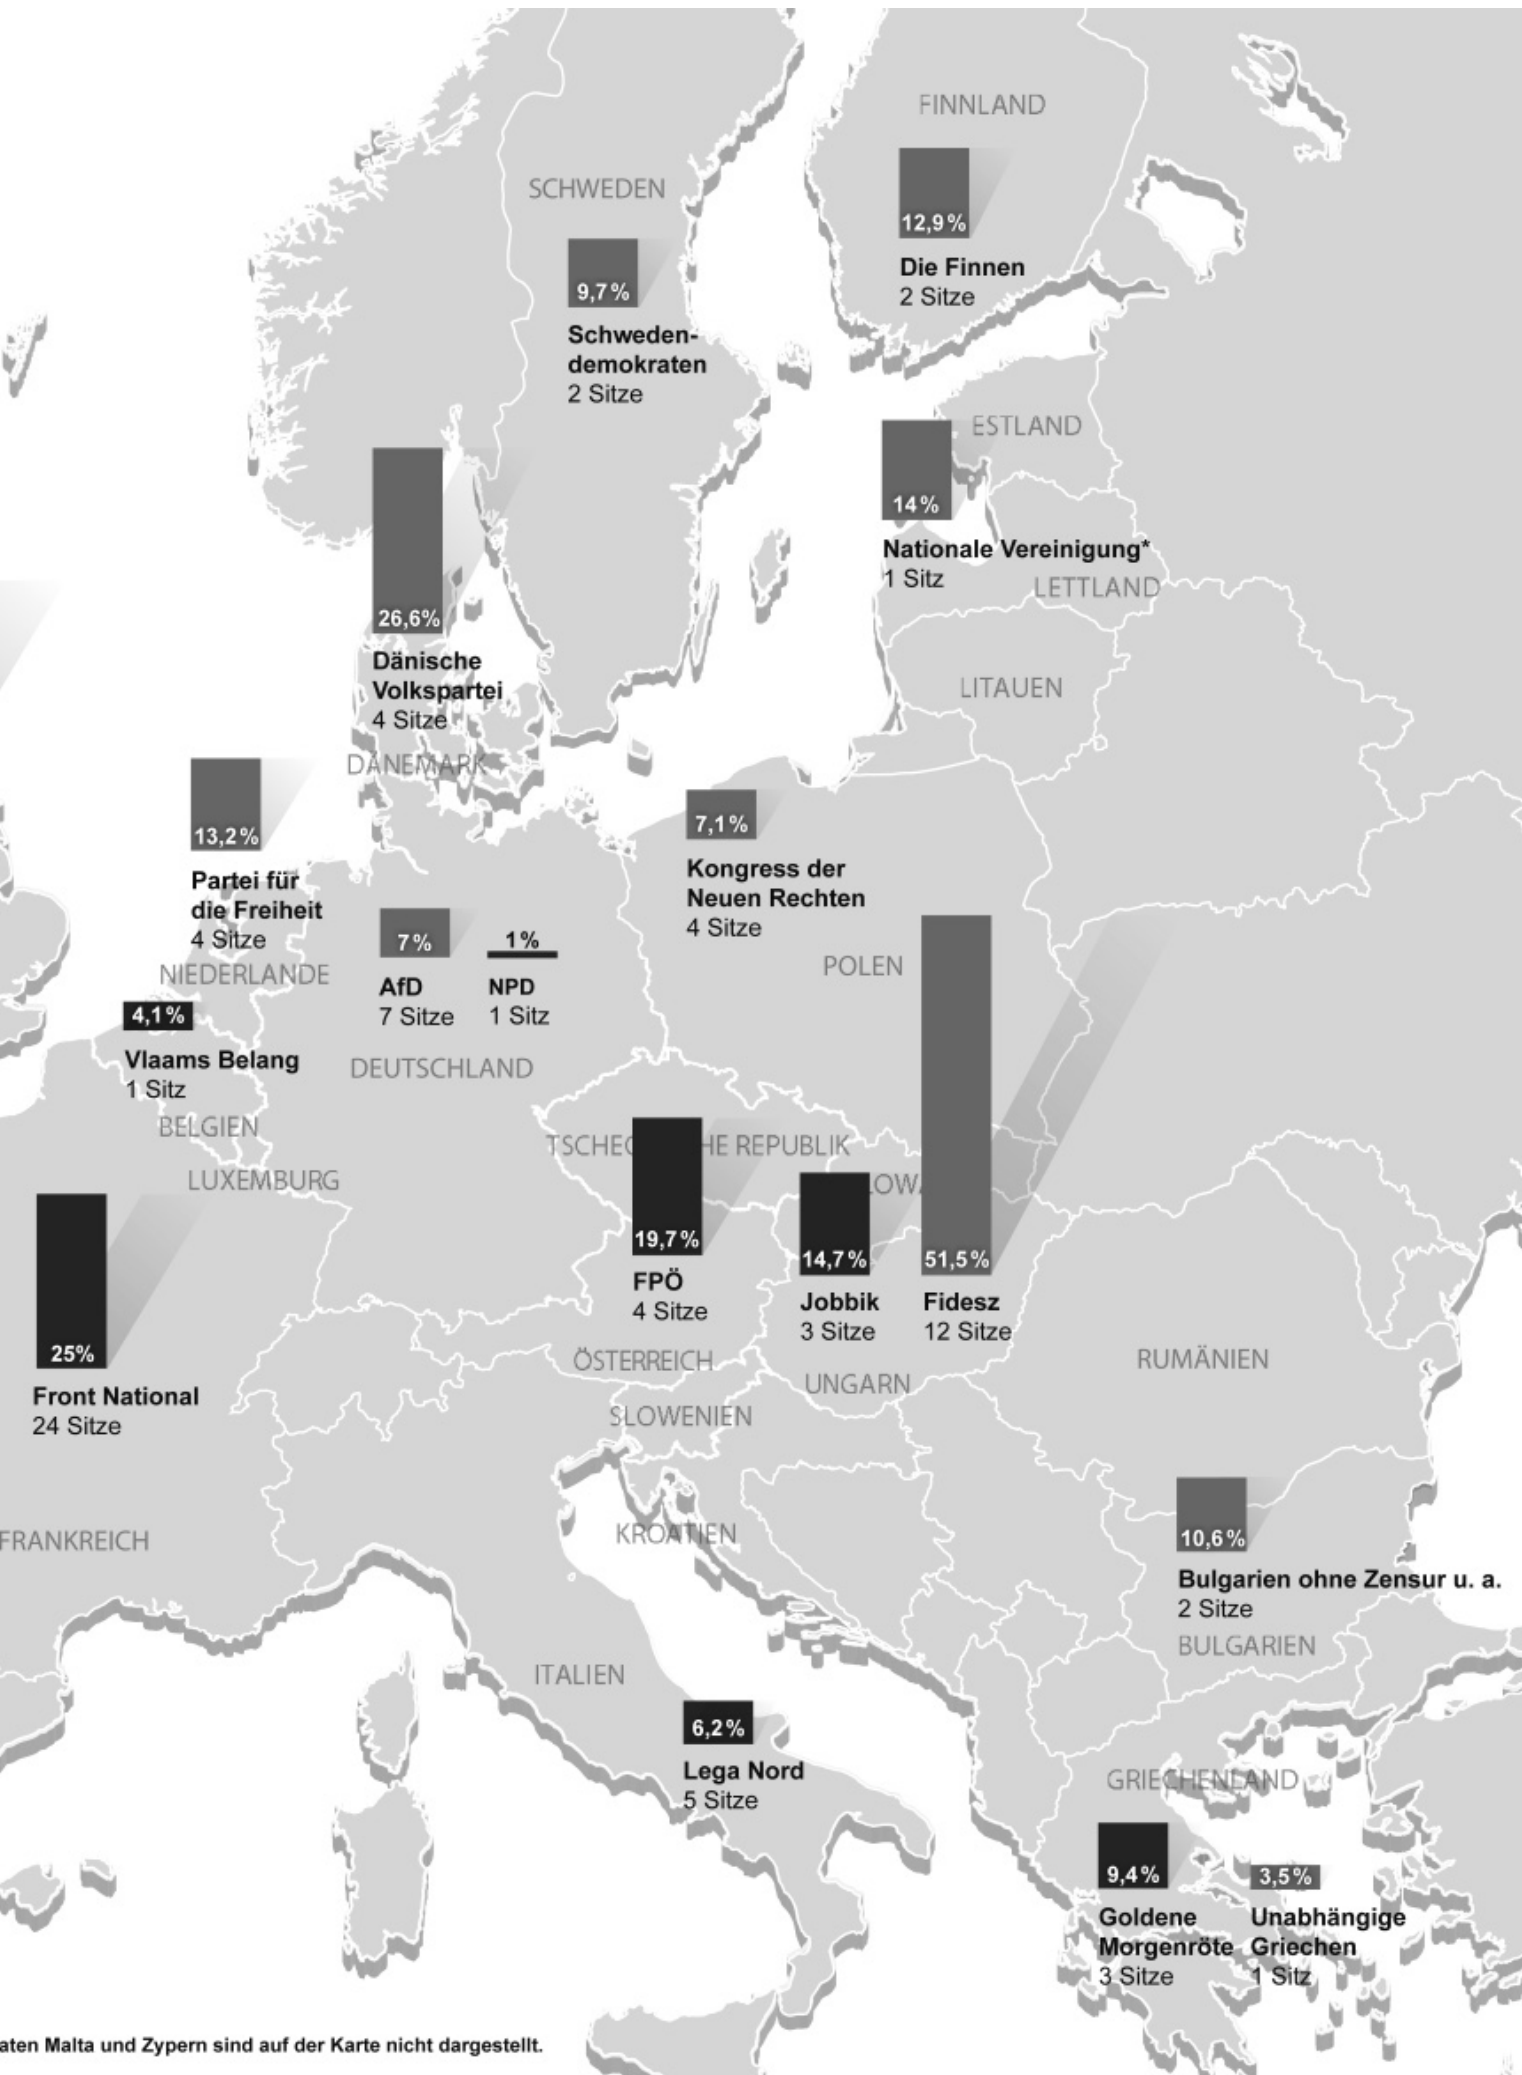 FINNLAND
12,9%
Die Finnen
2 Sitze
SCHWEDEN
9,7%
Schweden-
demokraten
2 Sitze
ESTLAND
14%
Nationale Vereinigung*
1 Sitz
LETTLAND
26,6%
Dänische
Volkspartei
4 Sitze
DÄNEMARK
LITAUEN
13,2%
Partei für
die Freiheit
4 Sitze
NIEDERLANDE
7,1%
Kongress der
Neuen Rechten
4 Sitze
POLEN
7%
AfD
7 Sitze
1%
NPD
1 Sitz
DEUTSCHLAND
4,1%
Vlaams Belang
1 Sitz
BELGIEN
LUXEMBURG
TSCHE HE REPUBLIK
LOW
19,7%
FPÖ
4 Sitze
ÖSTERREICH
14,7%
Jobbik
3 Sitze
51,5%
Fidesz
12 Sitze
UNGARN
25%
Front National
24 Sitze
FRANKREICH
SLOWENIEN
KROATIEN
RUMÄNIEN
10,6%
Bulgarien ohne Zensur u. a.
2 Sitze
BULGARIEN
ITALIEN
6,2%
Lega Nord
5 Sitze
GRIECHENLAND
9,4%
Goldene
Morgenröte
3 Sitze
3,5%
Unabhängige
Griechen
1 Sitz
aten Malta und Zypern sind auf der Karte nicht dargestellt.